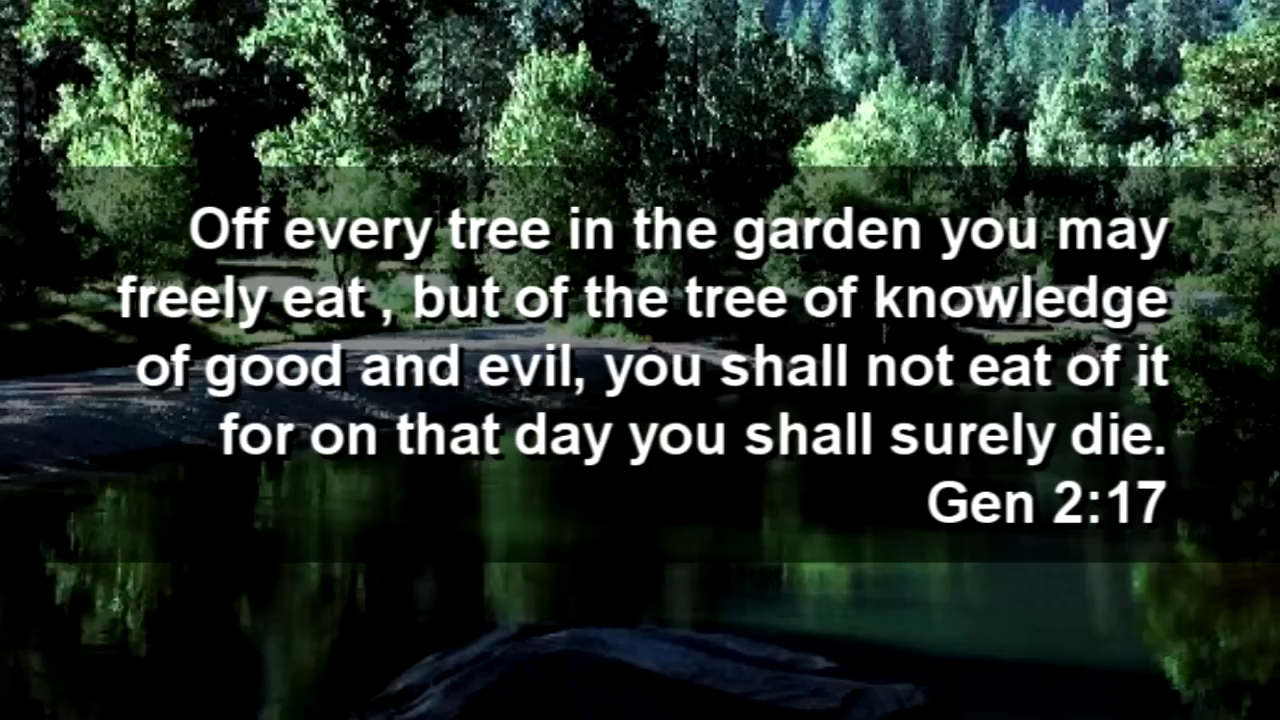 Off every tree in the garden you may
freely eat , but of the tree of knowledge
of good and evil, you shall not eat of it
for on that day you shall surely die.
Gen 2:17